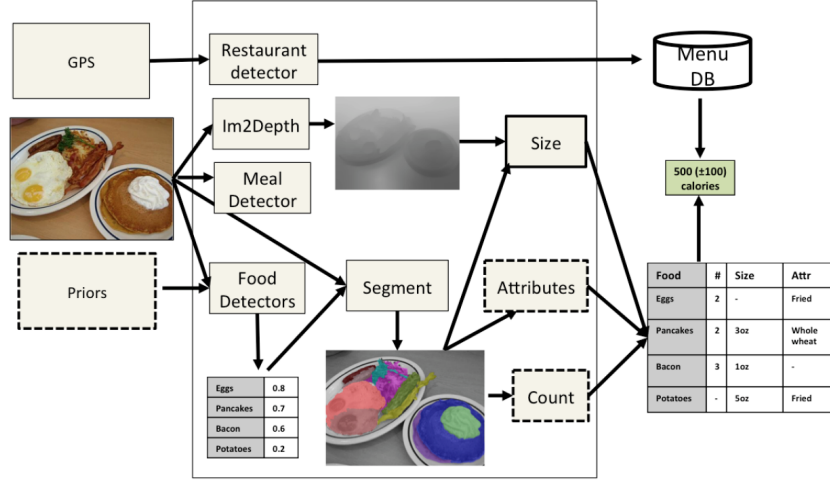 GPS
Restaurant
detector
Menu
DB
Im2Depth
Size
Meal
Detector
500 (±100)
calories
Priors
Food
Detectors
Segment
Attributes
Count
Eggs 0.8
Pancakes 0.7
Bacon 0.6
Potatoes 0.2
Food # Size Attr
Eggs 2 - Fried
Pancakes 2 3oz Whole
wheat
Bacon 3 1oz -
Potatoes - 5oz Fried